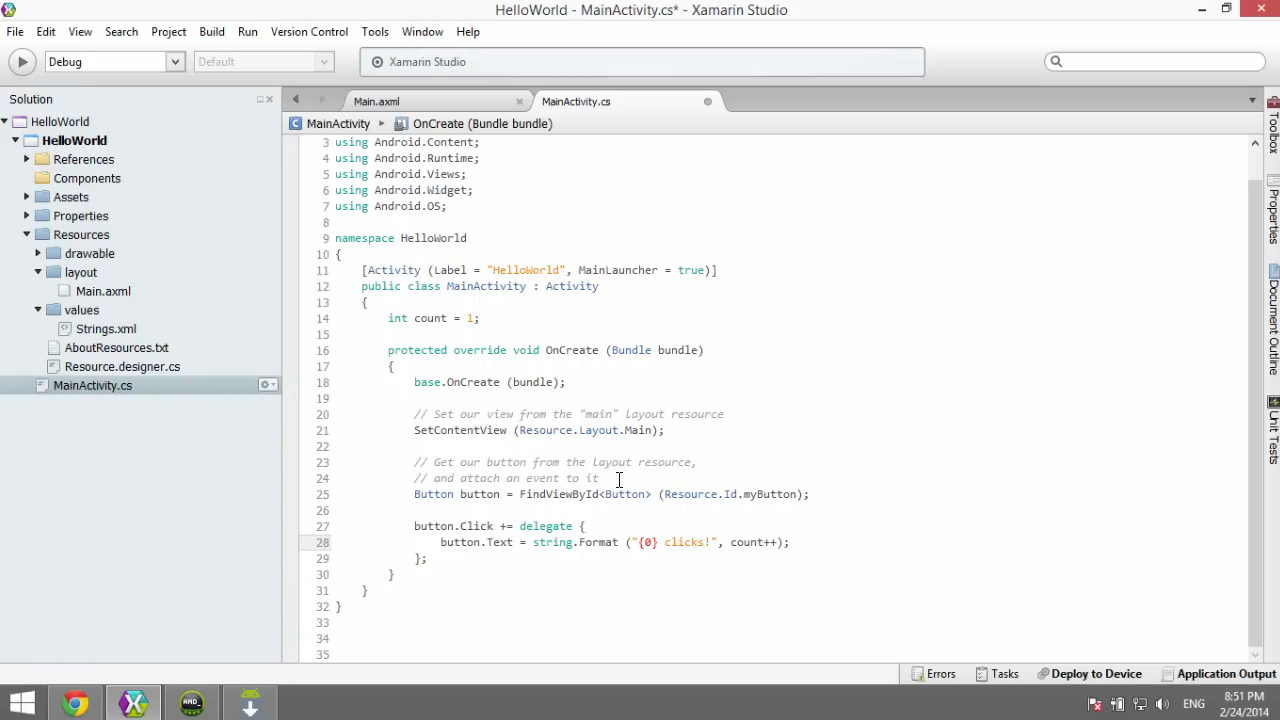 HelloWorld - MainActivity.cs* - Xamarin Studio
File Edit View Search Project Build Run Version Control Tools Window Help
Debug
Default
Xamarin Studio
Solution
HelloWorld
HelloWorld
References
Components
Assets
Properties
Resources
drawable
layout
Main.axml
values
Strings.xml
AboutResources.txt
Resource.designer.cs
MainActivity.cs
Main.axml
MainActivity.cs
C MainActivity OnCreate (Bundle bundle)
3 using Android.Content;
4 using Android.Runtime;
5 using Android.Views;
6 using Android.Widget;
7 using Android.OS;
8
9 namespace HelloWorld
10 {
11 [Activity (Label = "HelloWorld", MainLauncher = true)]
12 public class MainActivity : Activity
13 {
14 int count = 1;
15
16 protected override void OnCreate (Bundle bundle)
17 {
18 base.OnCreate (bundle);
19
20 // Set our view from the "main" layout resource
21 SetContentView (Resource.Layout.Main);
22
23 // Get our button from the layout resource,
24 // and attach an event to it
25 Button button = FindViewById<Button> (Resource.Id.myButton);
26
27 button.Click += delegate {
28 button.Text = string.Format ("{0} clicks!", count++);
29 };
30 }
31 }
32 }
33
34
35
Toolbox
Properties
Document Outline
Unit Tests
Errors
Tasks
Deploy to Device
Application Output
AND_
ENG
8:51 PM
2/24/2014